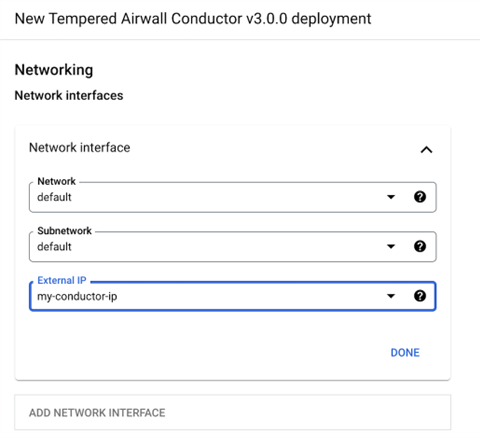 New Tempered Airwall Conductor v3.0.0 deployment
Networking
Network interfaces
Network interface
Network
default
?
Subnetwork
default
?
External IP
my-conductor-ip
?
DONE
ADD NETWORK INTERFACE